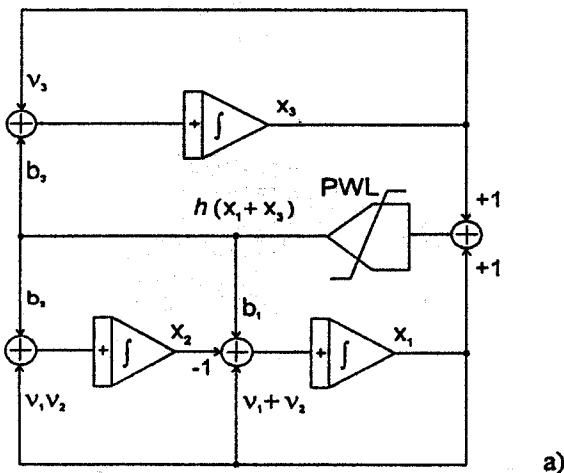 ν₃
+ ∫
x₃
b₃
PWL
+1
h (x₁ + x₃)
+1
b₂
x₂
b₁
x₁
+ ∫
-1
+ ∫
ν₁ν₂
ν₁+ ν₂
a)